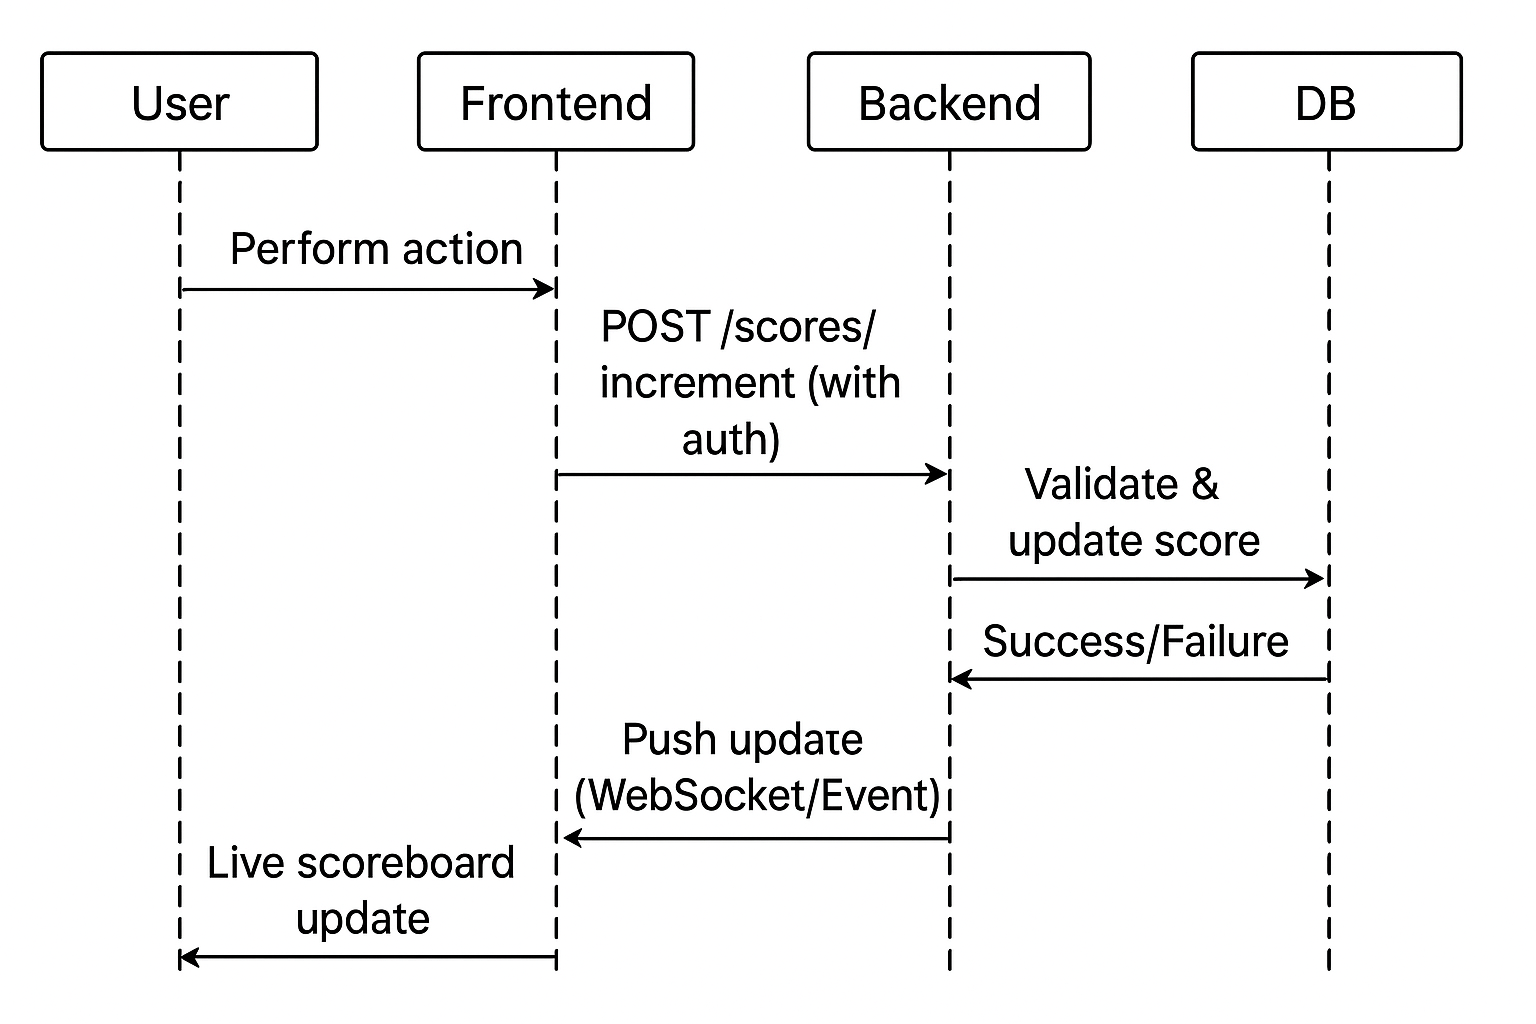 User
Frontend
Backend
DB
Perform action
POST /scores/
increment (with
auth)
Validate &
update score
Success/Failure
Push update
(WebSocket/Event)
Live scoreboard
update